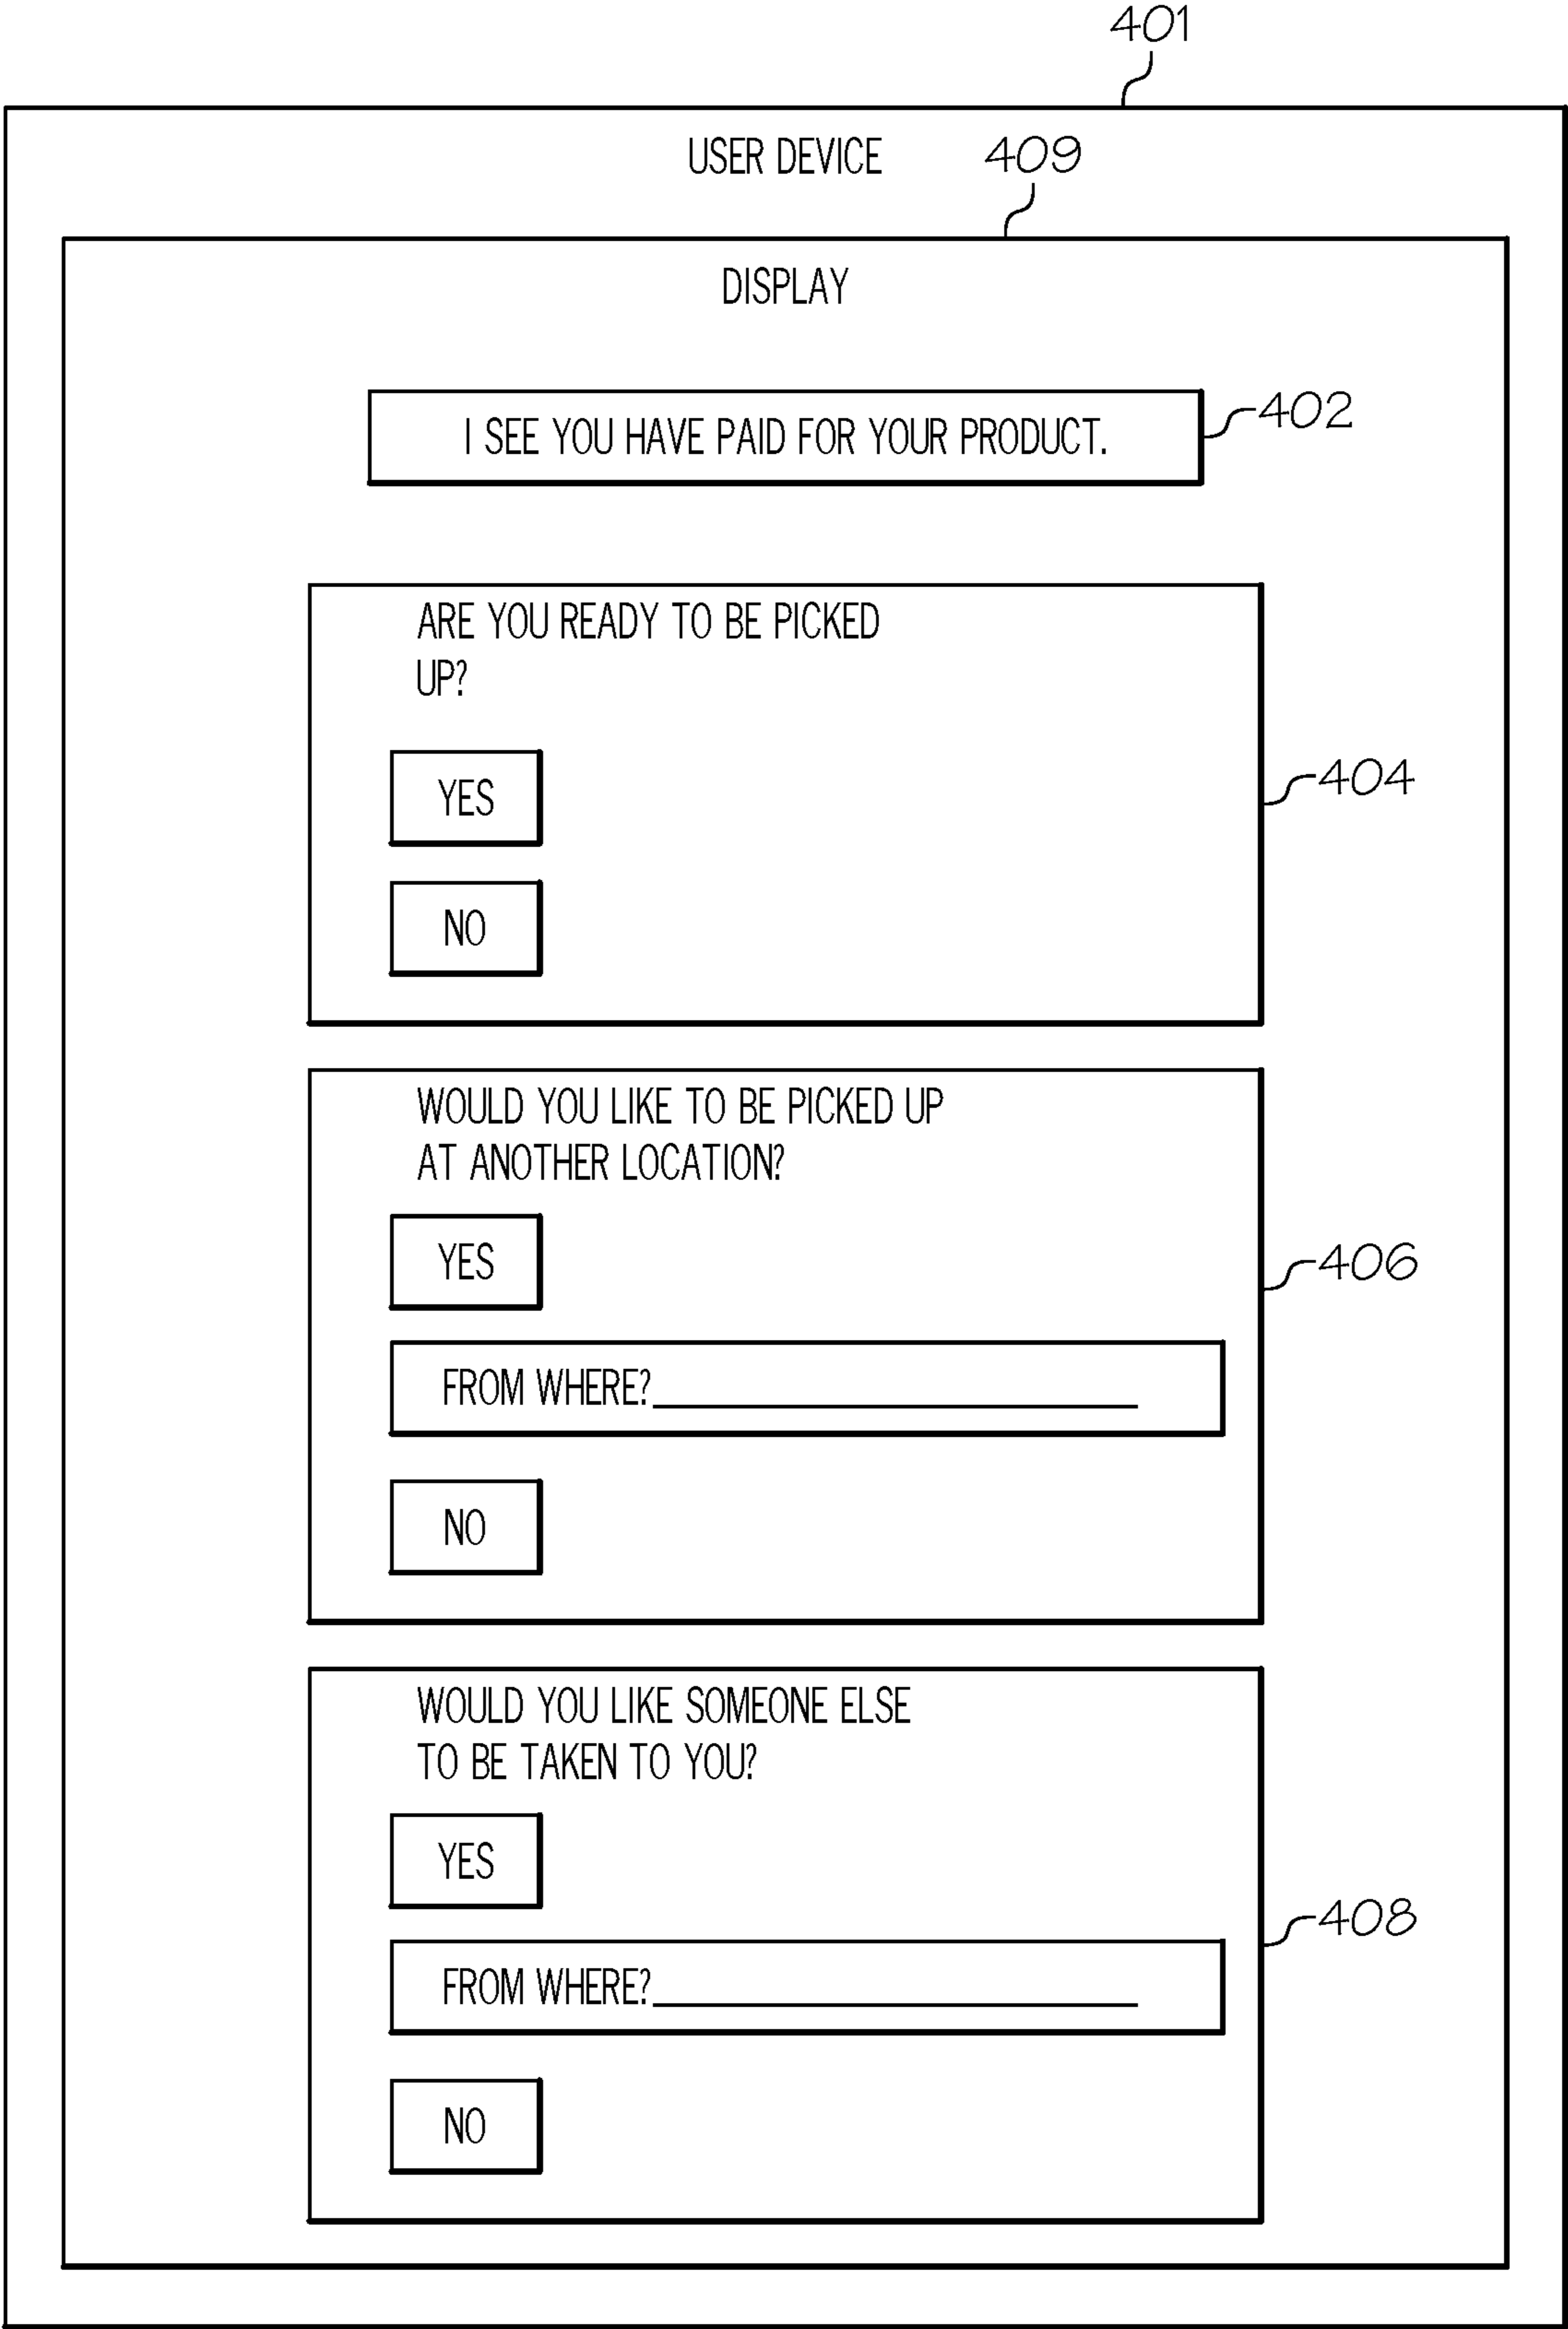 401
USER DEVICE
409
DISPLAY
I SEE YOU HAVE PAID FOR YOUR PRODUCT.
402
ARE YOU READY TO BE PICKED
UP?
YES
404
NO
WOULD YOU LIKE TO BE PICKED UP
AT ANOTHER LOCATION?
YES
406
FROM WHERE?
NO
WOULD YOU LIKE SOMEONE ELSE
TO BE TAKEN TO YOU?
YES
408
FROM WHERE?
NO